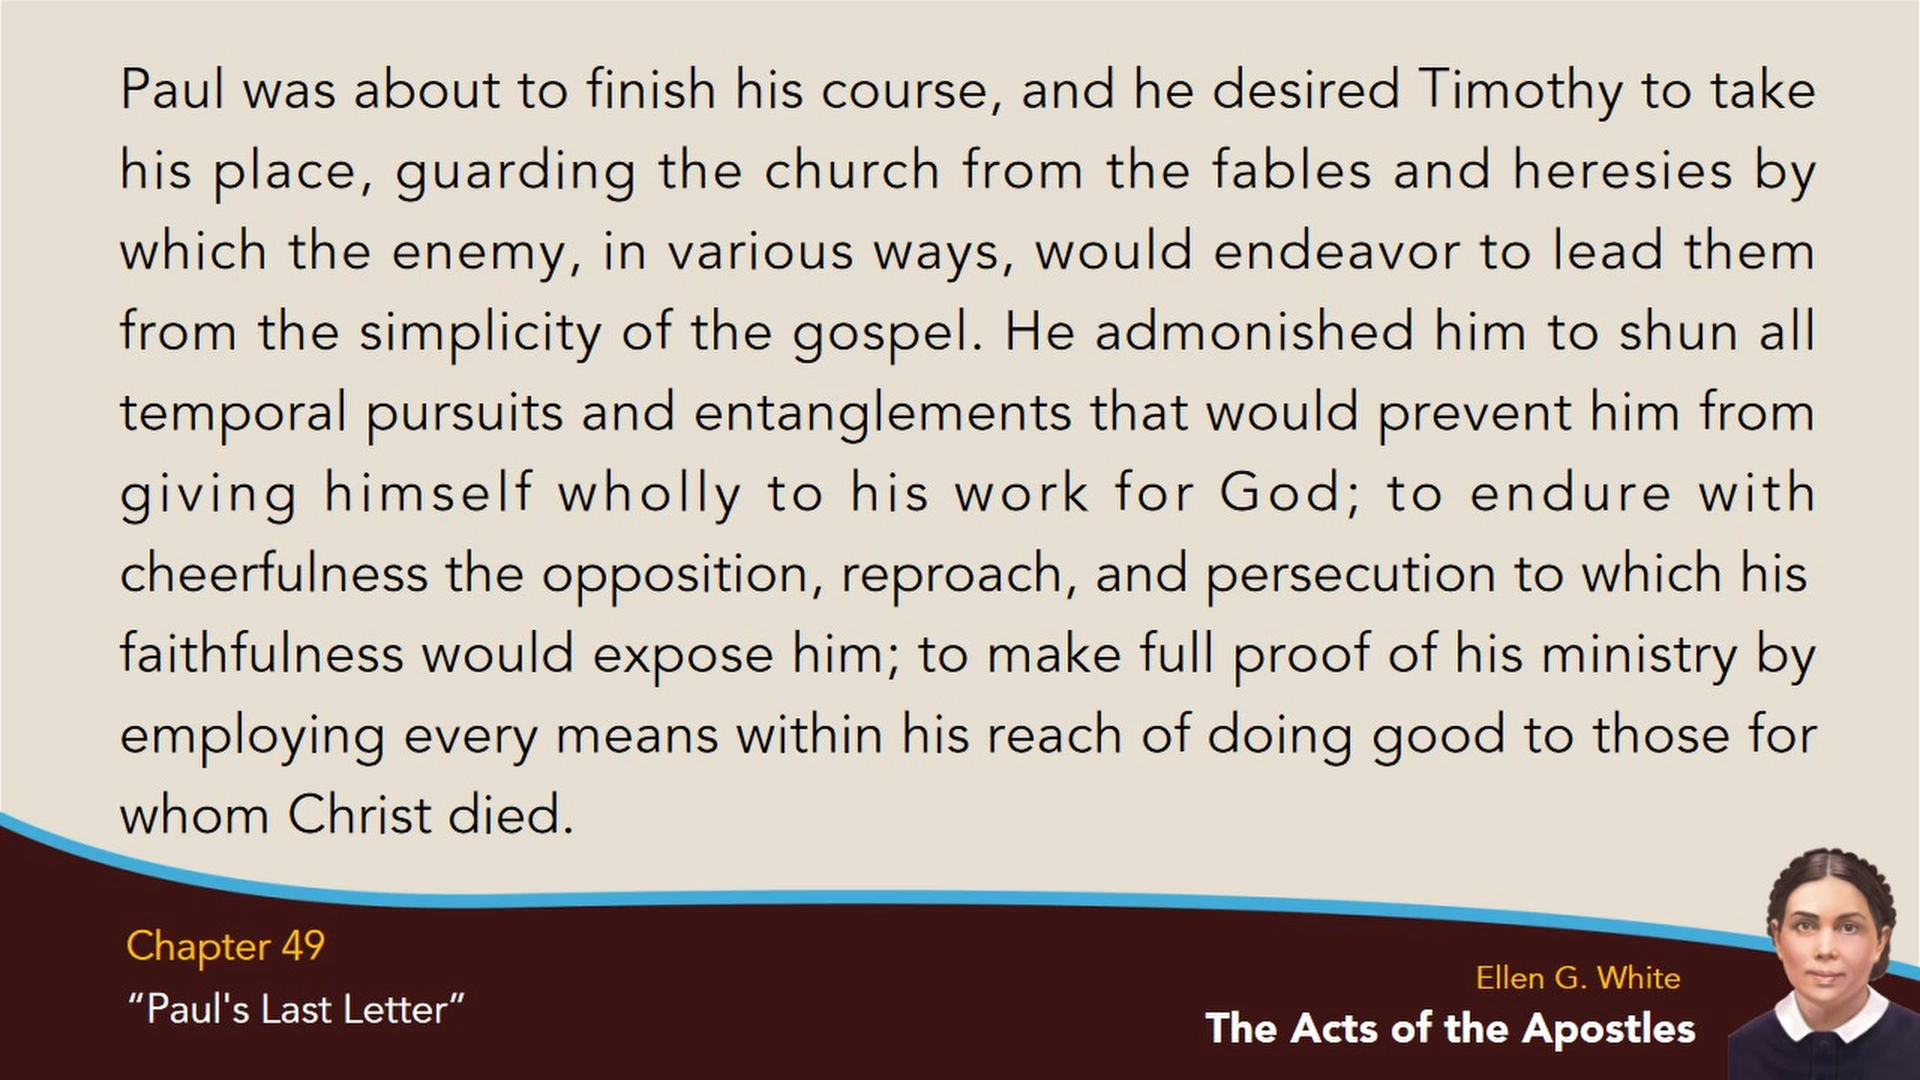 Paul was about to finish his course, and he desired Timothy to take
his place, guarding the church from the fables and heresies by
which the enemy, in various ways, would endeavor to lead them
from the simplicity of the gospel. He admonished him to shun all
temporal pursuits and entanglements that would prevent him from
giving himself wholly to his work for God; to endure with
cheerfulness the opposition, reproach, and persecution to which his
faithfulness would expose him; to make full proof of his ministry by
employing every means within his reach of doing good to those for
whom Christ died.
Chapter 49
“Paul's Last Letter”
Ellen G. White
The Acts of the Apostles